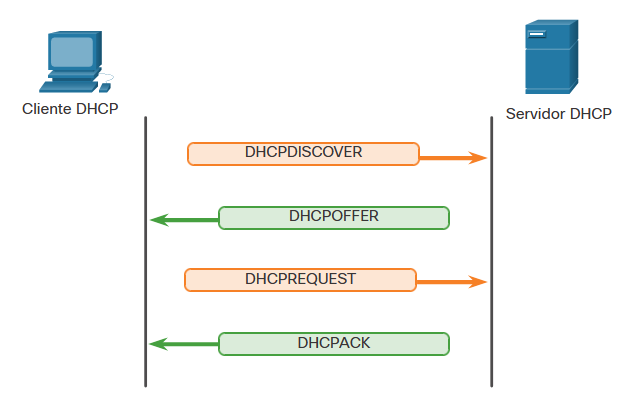 Cliente DHCP
Servidor DHCP
DHCPDISCOVER
DHCPOFFER
DHCPREQUEST
DHCPACK